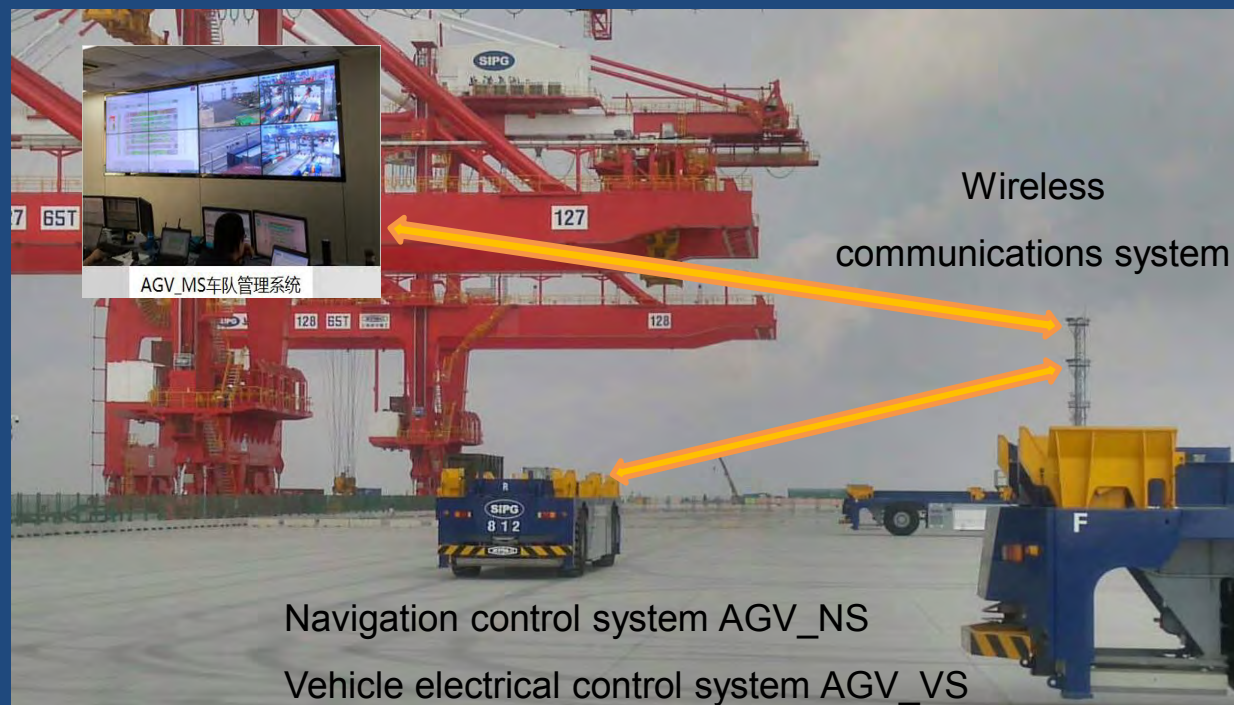 SIPG
Wireless
communications system
7 65T
127
AGV_MS车队管理系统
128 65T
128
R
SIPG
812
F
Navigation control system AGV_NS
Vehicle electrical control system AGV_VS